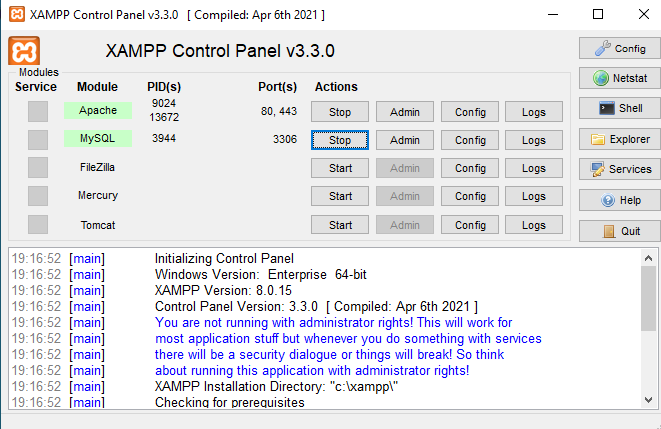 XAMPP Control Panel v3.3.0 [ Compiled: Apr 6th 2021 ]
XAMPP Control Panel v3.3.0
Config
Modules
Service Module PID(s) Port(s) Actions
Netstat
Apache 9024 13672 80, 443 Stop Admin Config Logs
Shell
MySQL 3944 3306 Stop Admin Config Logs
Explorer
FileZilla Start Admin Config Logs
Services
Mercury Start Admin Config Logs
Help
Tomcat Start Admin Config Logs
Quit
19:16:52 [main] Initializing Control Panel
19:16:52 [main] Windows Version: Enterprise 64-bit
19:16:52 [main] XAMPP Version: 8.0.15
19:16:52 [main] Control Panel Version: 3.3.0 [ Compiled: Apr 6th 2021 ]
19:16:52 [main] You are not running with administrator rights! This will work for
19:16:52 [main] most application stuff but whenever you do something with services
19:16:52 [main] there will be a security dialogue or things will break! So think
19:16:52 [main] about running this application with administrator rights!
19:16:52 [main] XAMPP Installation Directory: "c:\xampp\"
19:16:52 [main] Checking for prerequisites